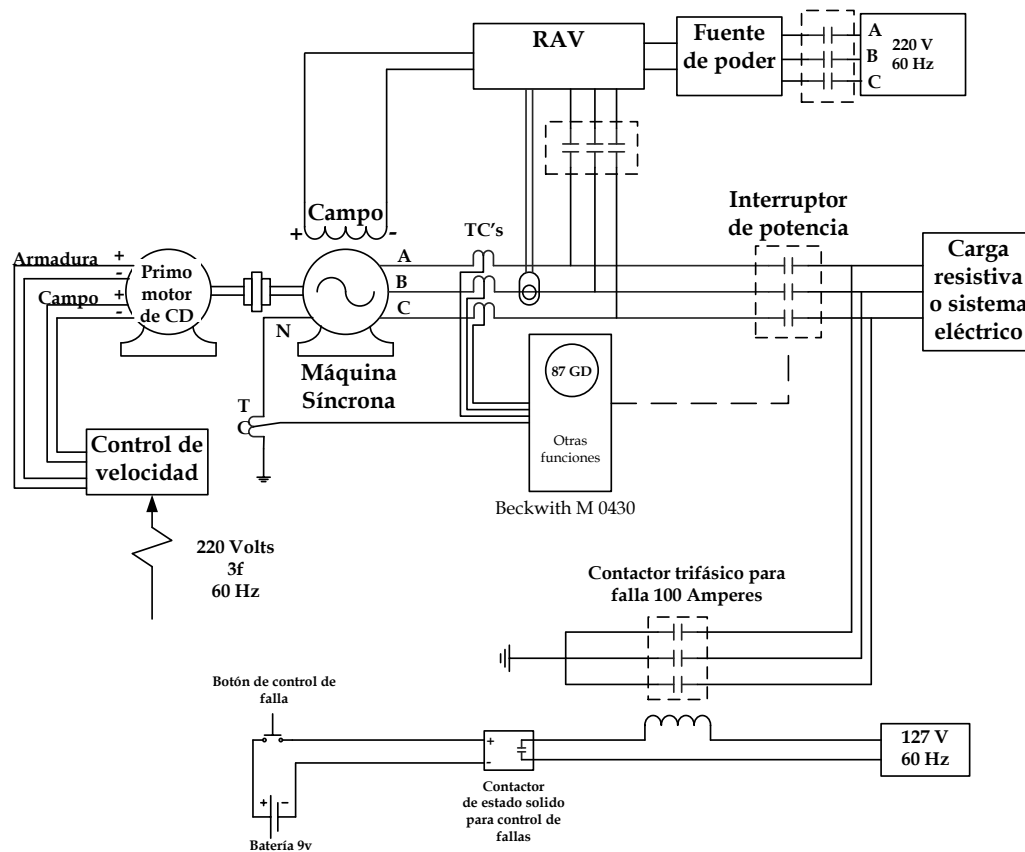 RAV
Fuente
de poder
A
B
C
220 V
60 Hz
Interruptor
de potencia
Campo
+
-
TC's
A
B
C
N
Armadura
+
-
Campo
+
-
Primo
motor
de CD
Carga
resistiva
o sistema
eléctrico
Máquina
Síncrona
87 GD
Otras
funciones
Beckwith M 0430
T
C
Control de
velocidad
220 Volts
3f
60 Hz
Contactor trifásico para
falla 100 Amperes
Botón de control de
falla
+
-
127 V
60 Hz
Contactor
de estado solido
para control de
fallas
+
-
Batería 9v